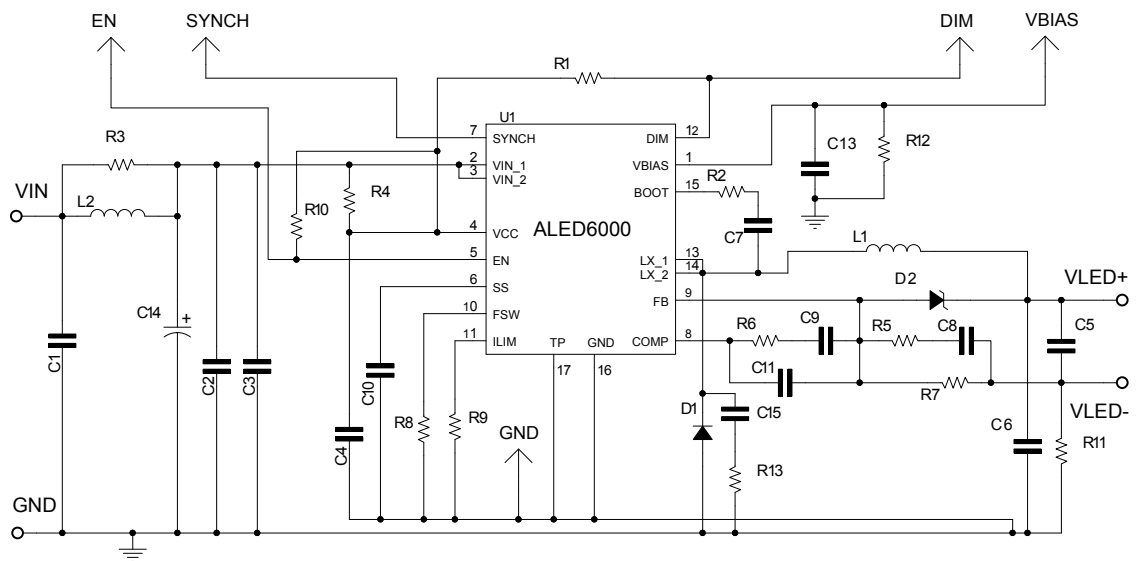 EN
SYNCH
DIM
VBIAS
R1
U1
R3
7
SYNCH
DIM
12
C13
R12
2
VIN_1
VBIAS
1
3
VIN_2
R2
VIN
L2
R4
BOOT
15
R10
C7
L1
4
VCC
ALED6000
5
EN
LX_1
13
LX_2
14
6
SS
D2
VLED+
FB
9
C14
+
10
FSW
C9
C8
C5
R6
R5
11
ILIM
TP
GND
COMP
8
C1
C2
C3
C10
17
16
C11
R7
VLED-
R8
R9
D1
C15
C6
GND
C4
R11
R13
GND